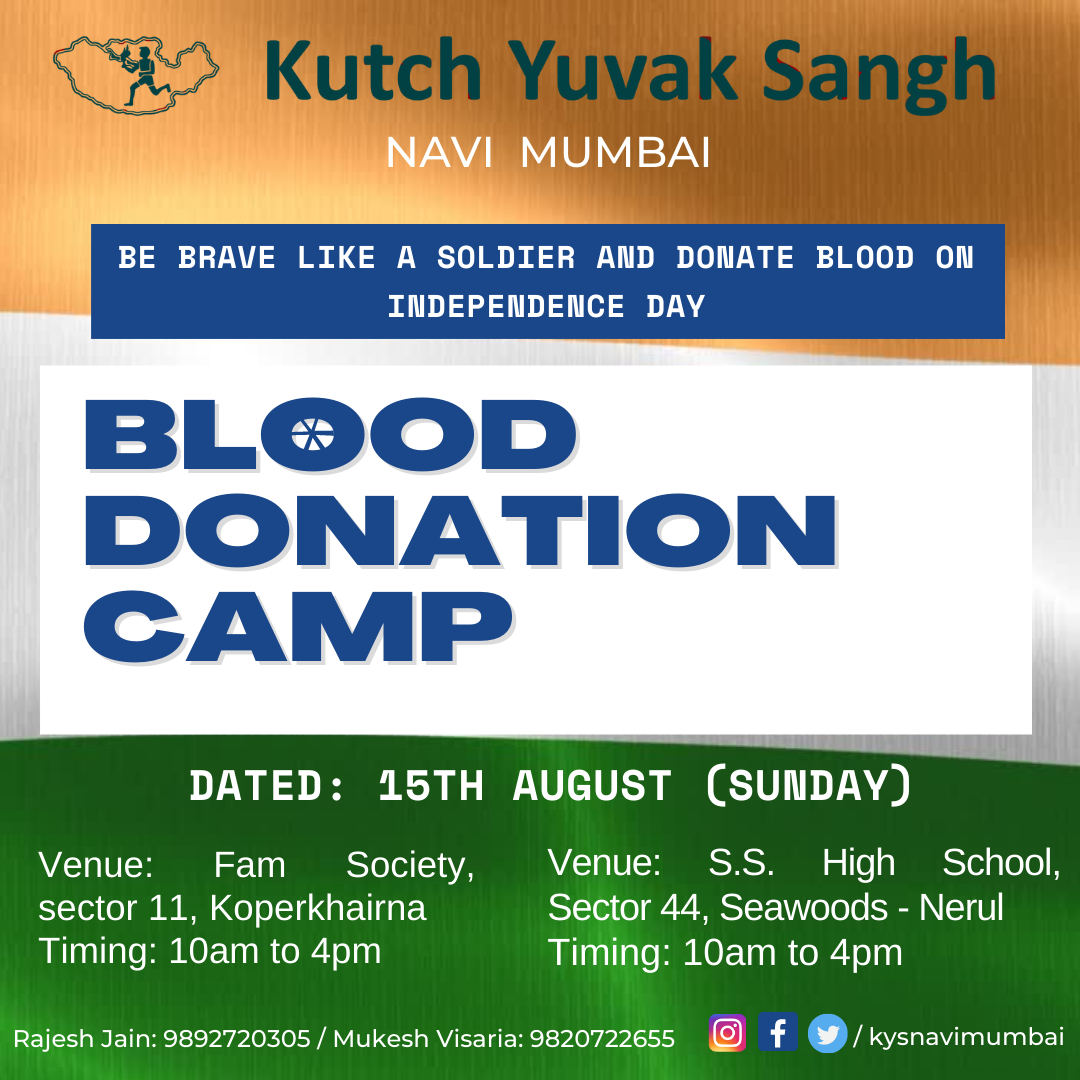 Kutch Yuvak Sangh
NAVI MUMBAI
BE BRAVE LIKE A SOLDIER AND DONATE BLOOD ON
INDEPENDENCE DAY
BLOOD
DONATION
CAMP
DATED: 15TH AUGUST (SUNDAY)
Venue: Fam Society,
sector 11, Koperkhairna
Timing: 10am to 4pm
Venue: S.S. High School,
Sector 44, Seawoods - Nerul
Timing: 10am to 4pm
Rajesh Jain: 9892720305 / Mukesh Visaria: 9820722655
/ kysnavimumbai